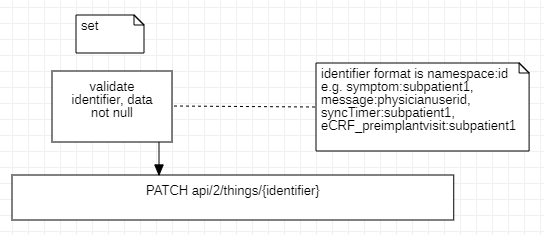 set
validate
identifier, data
not null
identifier format is namespace:id
e.g. symptom:subpatient1,
message:physicianuserid,
syncTimer:subpatient1,
eCRF_preimplantvisit:subpatient1
PATCH api/2/things/{identifier}